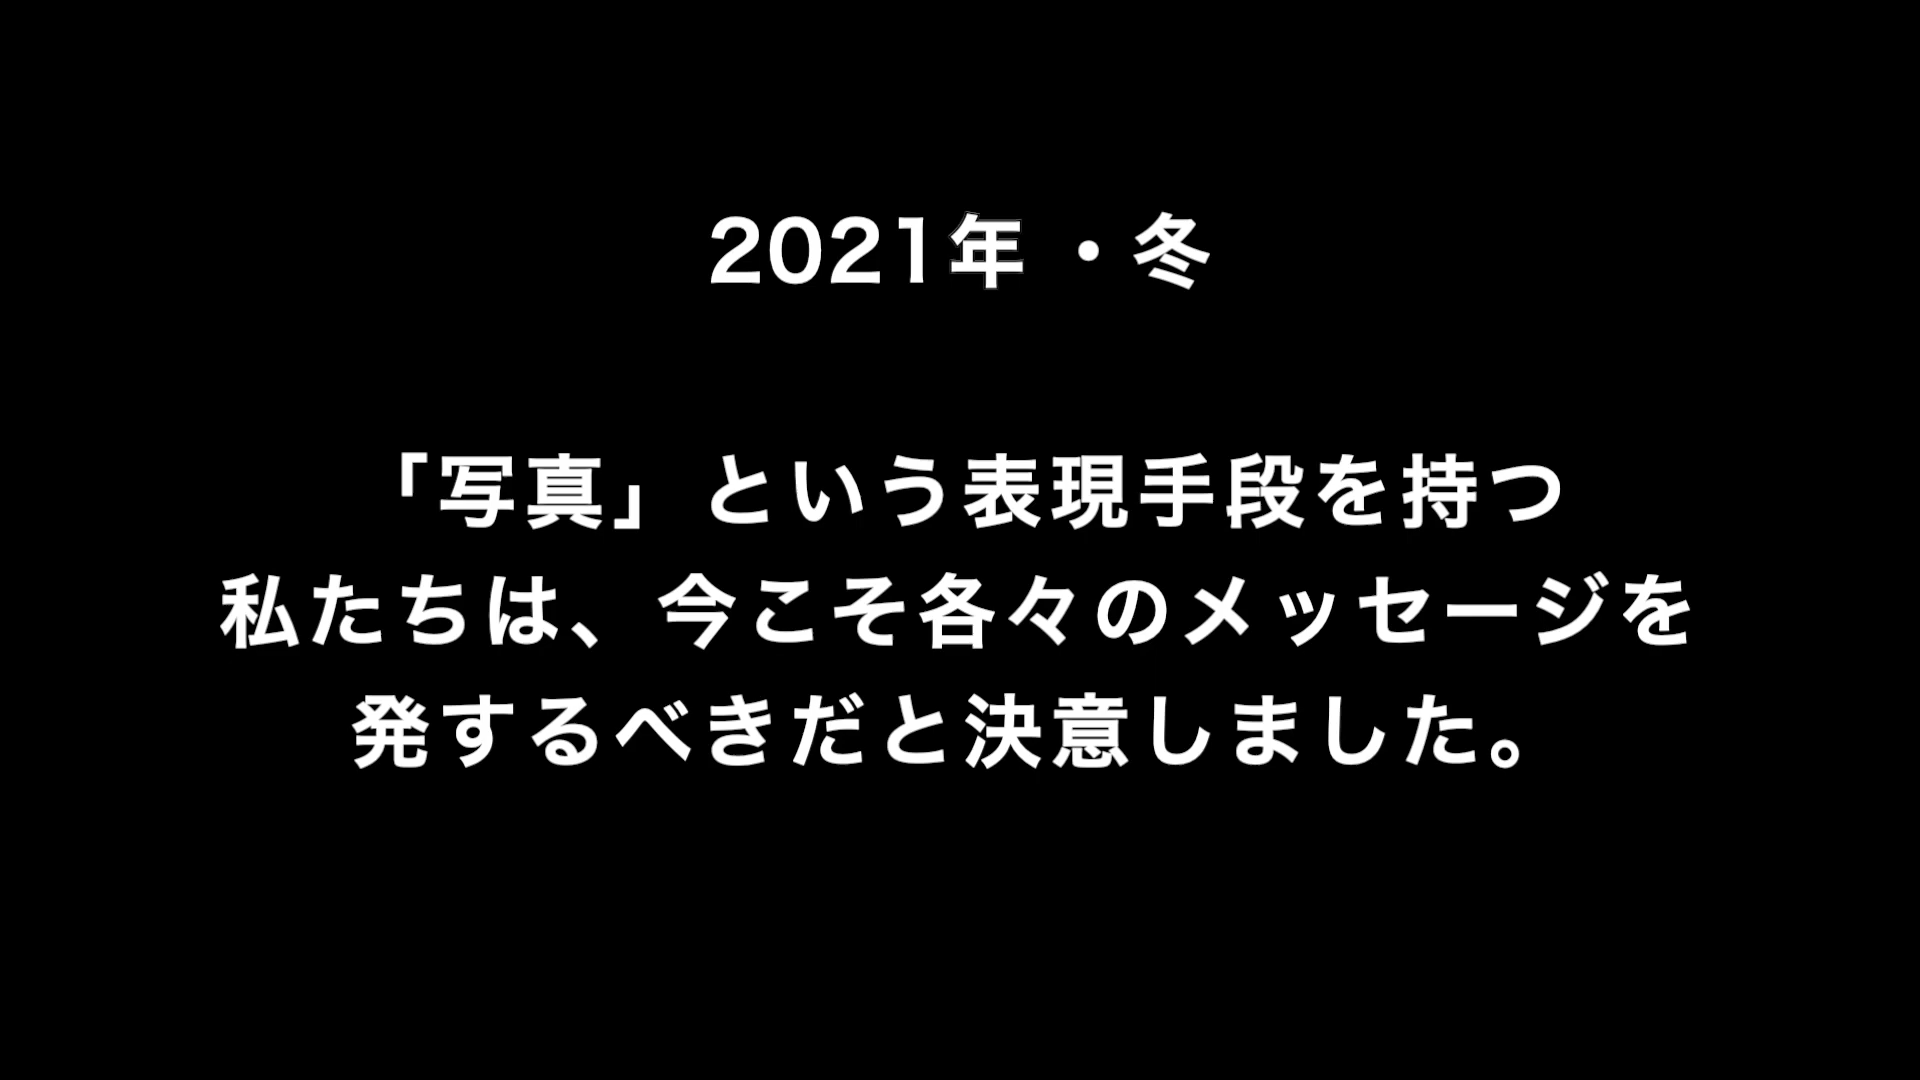 2021年 ・冬
「写真」という表現手段を持つ
私たちは、今こそ各々のメッセージを
発するべきだと決意しました。